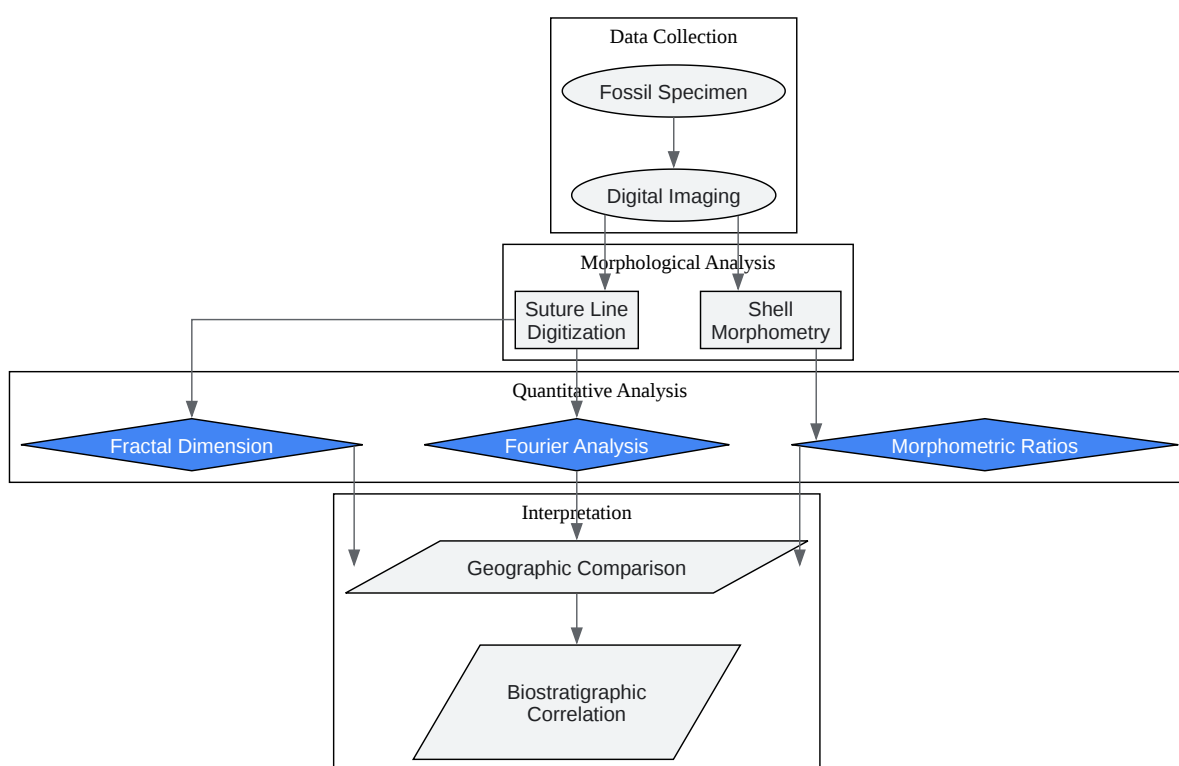 Data Collection
Fossil Specimen
Digital Imaging
Morphological Analysis
Suture Line
Digitization
Shell
Morphometry
Quantitative Analysis
Fractal Dimension
Fourier Analysis
Morphometric Ratios
Interpretation
Geographic Comparison
Biostratigraphic
Correlation